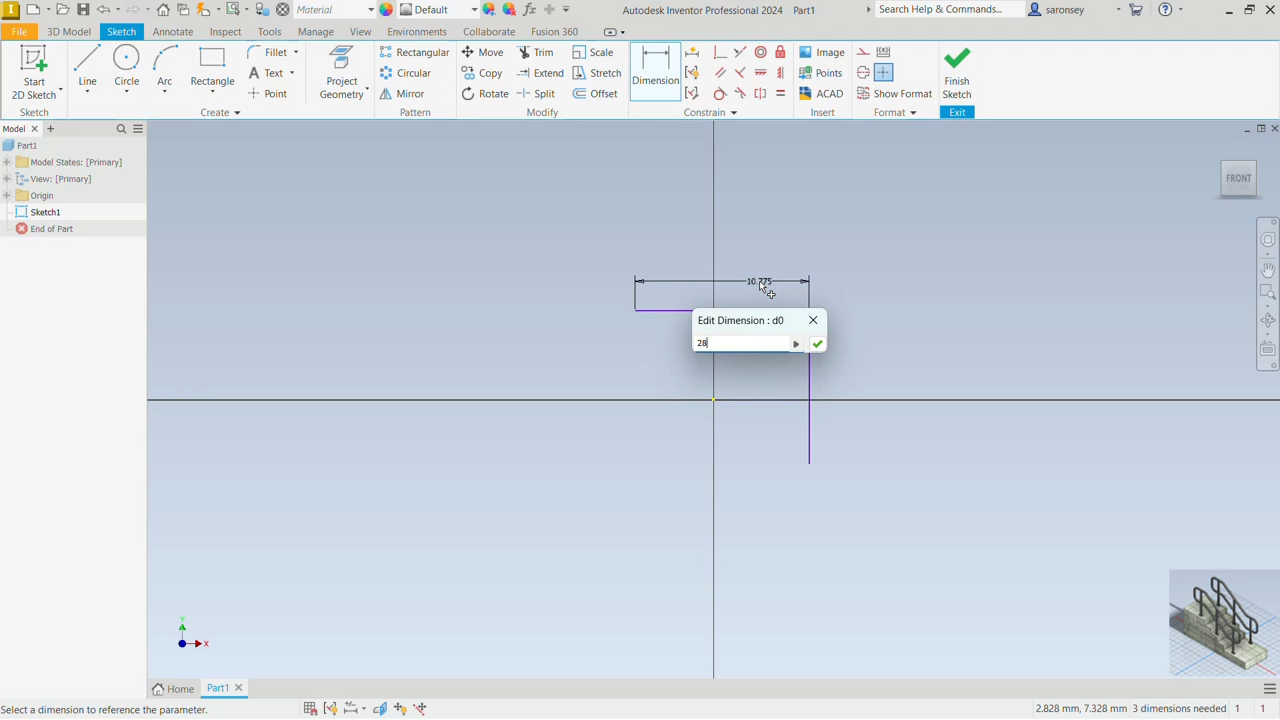 Material
Default
Autodesk Inventor Professional 2024 Part1
Search Help & Commands...
saronsey
File
3D Model
Sketch
Annotate
Inspect
Tools
Manage
View
Environments
Collaborate
Fusion 360
Start
2D Sketch
Line
Circle
Arc
Rectangle
Fillet
Text
Point
Project
Geometry
Rectangular
Circular
Mirror
Move
Copy
Rotate
Trim
Extend
Split
Scale
Stretch
Offset
Dimension
Image
Points
ACAD
Show Format
Finish
Sketch
Sketch
Create
Pattern
Modify
Constrain
Insert
Format
Exit
Model
Part1
Model States: [Primary]
View: [Primary]
Origin
Sketch1
End of Part
FRONT
10.775
Edit Dimension : d0
28
Y
X
Home
Part1
Select a dimension to reference the parameter.
2.828 mm, 7.328 mm 3 dimensions needed 1 1